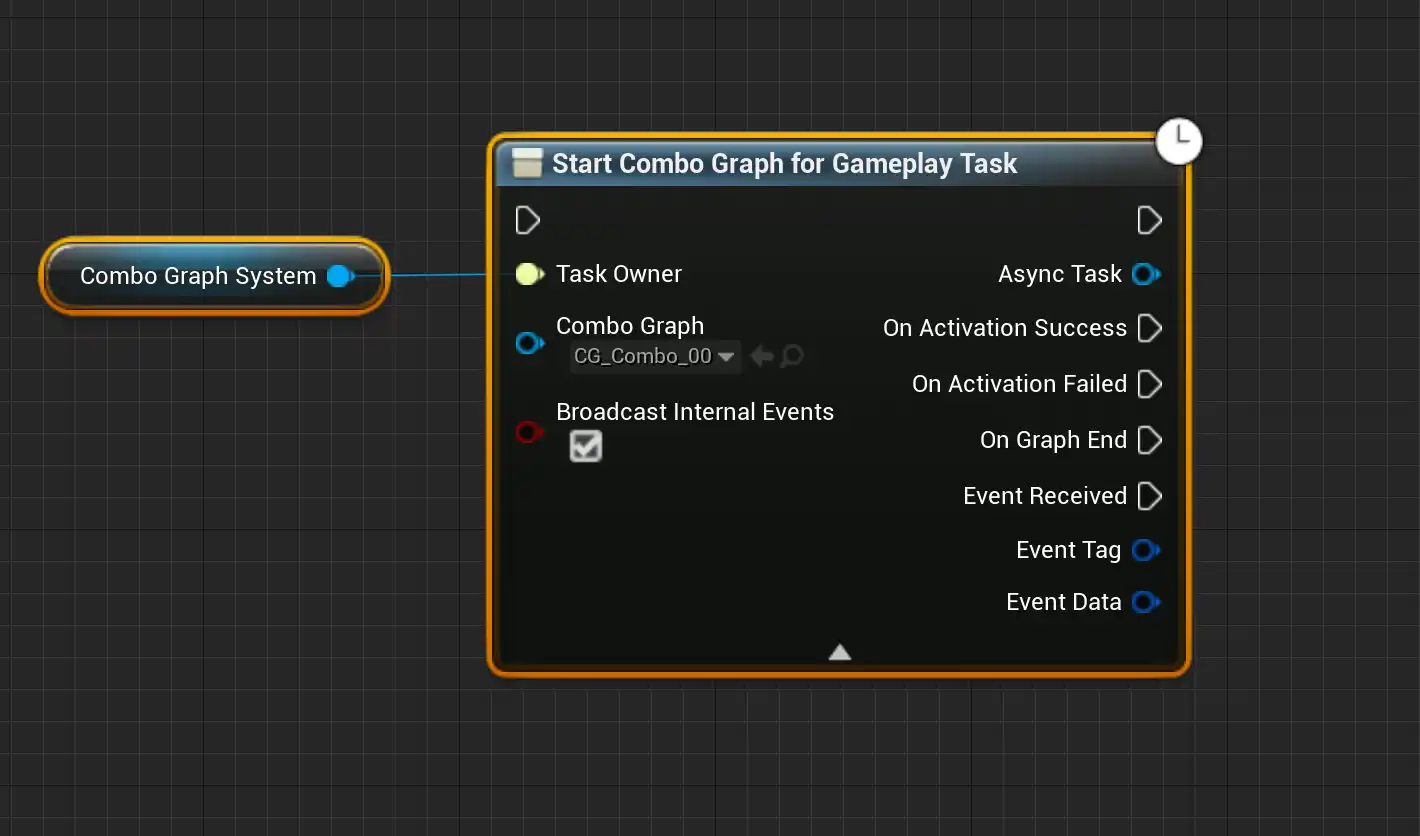 Start Combo Graph for Gameplay Task
Combo Graph System
Task Owner
Async Task
Combo Graph
CG_Combo_00
On Activation Success
On Activation Failed
Broadcast Internal Events
On Graph End
Event Received
Event Tag
Event Data